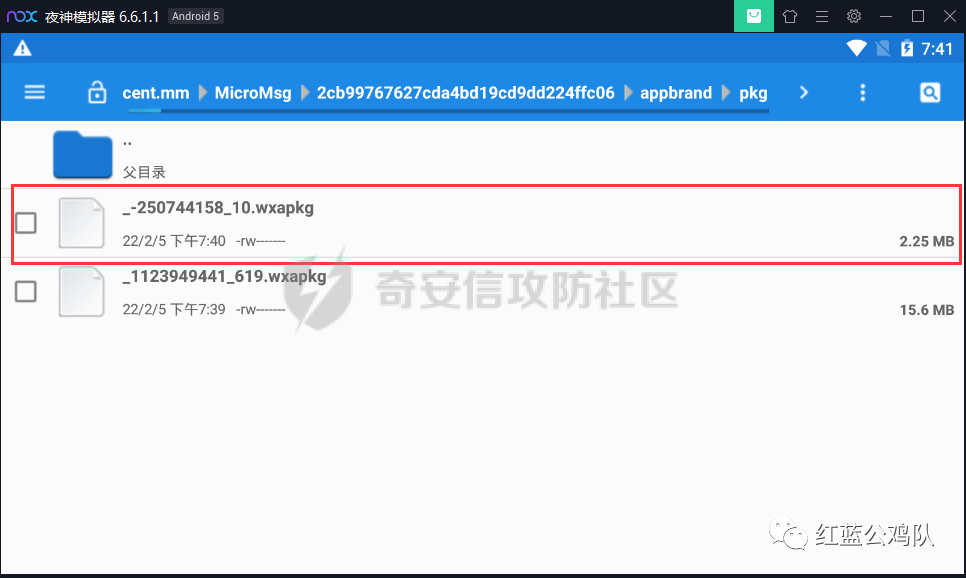 nox 夜神模拟器 6.6.1.1 Android 5
7:41
cent.mm MicroMsg 2cb99767627cda4bd19cd9dd224ffc06 appbrand pkg
..
父目录
_-250744158_10.wxapkg
22/2/5 下午7:40 -rw-------
2.25 MB
_1123949441_619.wxapkg
22/2/5 下午7:39 -rw-------
15.6 MB
奇安信攻防社区
红蓝公鸡队